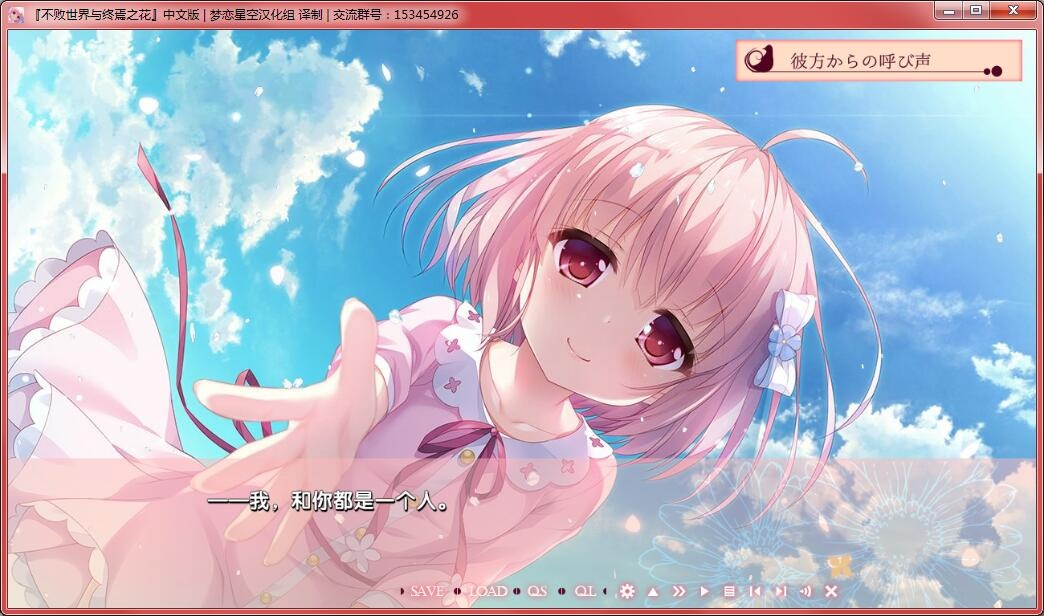 『不败世界与终焉之花』中文版 | 梦恋星空汉化组 译制 | 交流群号：153454926
彼方からの呼び声
——我，和你都是一个人。
SAVE LOAD QS QL